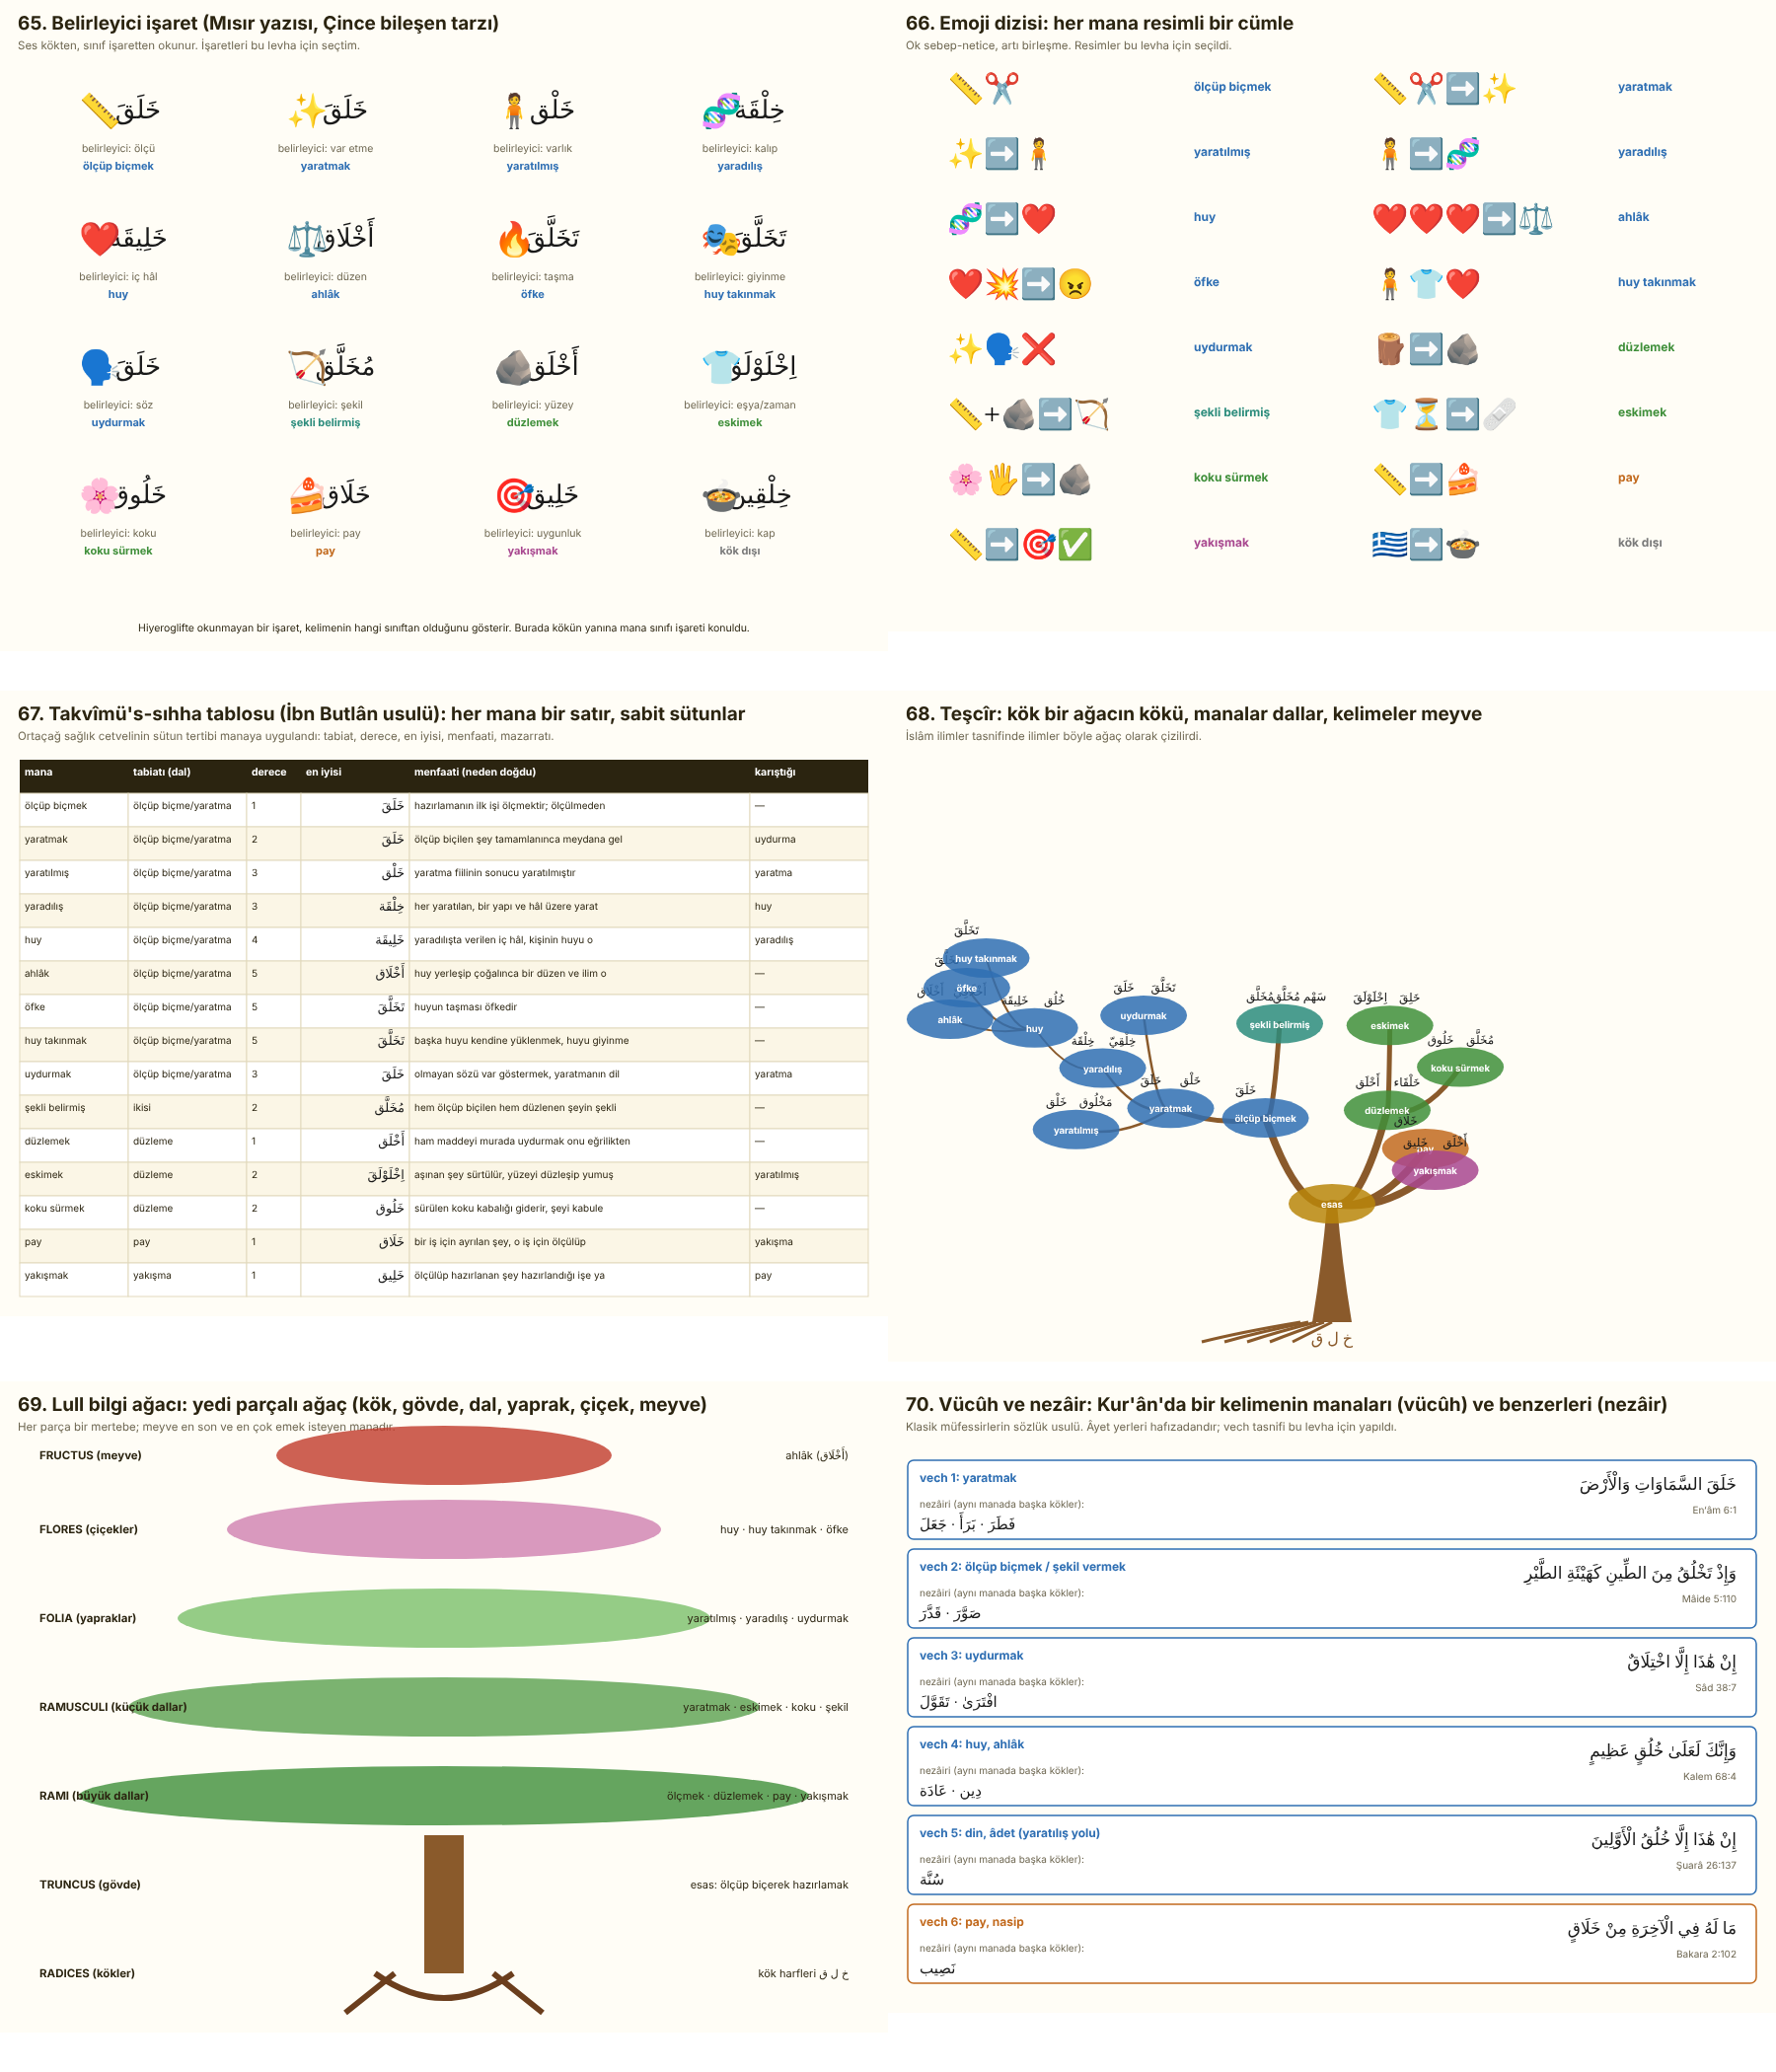 65. Belirleyici işaret (Mısır yazısı, Çince bileşen tarzı)
Ses kökten, sınıf işaretten okunur. İşaretleri bu levha için seçtim.
خَلَقَ
خَلَقَ
خَلْق
خِلْقَة
belirleyici: ölçü
belirleyici: var etme
belirleyici: varlık
belirleyici: kalıp
ölçüp biçmek
yaratmak
yaratılmış
yaradılış
خَلِيقَة
أَخْلَاق
تَخَلَّقَ
تَخَلَّقَ
belirleyici: iç hâl
belirleyici: düzen
belirleyici: taşma
belirleyici: giyinme
huy
ahlâk
öfke
huy takınmak
خَلَقَ
مُخَلَّق
أَخْلَق
اِخْلَوْلَقَ
belirleyici: söz
belirleyici: şekil
belirleyici: yüzey
belirleyici: eşya/zaman
uydurmak
şekli belirmiş
düzlemek
eskimek
خَلُوق
خَلَاق
خَلِيق
خِلْقِين
belirleyici: koku
belirleyici: pay
belirleyici: uygunluk
belirleyici: kap
koku sürmek
pay
yakışmak
kök dışı
Hiyeroglifte okunmayan bir işaret, kelimenin hangi sınıftan olduğunu gösterir. Burada kökün yanına mana sınıfı işareti konuldu.
66. Emoji dizisi: her mana resimli bir cümle
Ok sebep-netice, artı birleşme. Resimler bu levha için seçildi.
ölçüp biçmek
yaratmak
yaratılmış
yaradılış
huy
ahlâk
öfke
huy takınmak
uydurmak
düzlemek
+
şekli belirmiş
eskimek
koku sürmek
pay
yakışmak
kök dışı
67. Takvîmü's-sıhha tablosu (İbn Butlân usulü): her mana bir satır, sabit sütunlar
Ortaçağ sağlık cetvelinin sütun tertibi manaya uygulandı: tabiat, derece, en iyisi, menfaati, mazarratı.
mana tabiatı (dal) derece en iyisi menfaati (neden doğdu) karıştığı
ölçüp biçmek ölçüp biçme/yaratma 1 خَلَقَ hazırlamanın ilk işi ölçmektir; ölçülmeden —
yaratmak ölçüp biçme/yaratma 2 خَلَقَ ölçüp biçilen şey tamamlanınca meydana gel uydurma
yaratılmış ölçüp biçme/yaratma 3 خَلْق yaratma fiilinin sonucu yaratılmıştır yaratma
yaradılış ölçüp biçme/yaratma 3 خِلْقَة her yaratılan, bir yapı ve hâl üzere yarat huy
huy ölçüp biçme/yaratma 4 خَلِيقَة yaradılışta verilen iç hâl, kişinin huyu o yaradılış
ahlâk ölçüp biçme/yaratma 5 أَخْلَاق huy yerleşip çoğalınca bir düzen ve ilim o —
öfke ölçüp biçme/yaratma 5 تَخَلَّقَ huyun taşması öfkedir —
huy takınmak ölçüp biçme/yaratma 5 تَخَلَّقَ başka huyu kendine yüklenmek, huyu giyinme —
uydurmak ölçüp biçme/yaratma 3 خَلَقَ olmayan sözü var göstermek, yaratmanın dil yaratma
şekli belirmiş ikisi 2 مُخَلَّق hem ölçüp biçilen hem düzlenen şeyin şekli —
düzlemek düzleme 1 أَخْلَق ham maddeyi murada uydurmak onu eğrilikten —
eskimek düzleme 2 اِخْلَوْلَقَ aşınan şey sürtülür, yüzeyi düzleşip yumuş yaratılmış
koku sürmek düzleme 2 خَلُوق sürülen koku kabalığı giderir, şeyi kabule —
pay pay 1 خَلَاق bir iş için ayrılan şey, o iş için ölçülüp yakışma
yakışmak yakışma 1 خَلِيق ölçülüp hazırlanan şey hazırlandığı işe ya pay
68. Teşcîr: kök bir ağacın kökü, manalar dallar, kelimeler meyve
İslâm ilimler tasnifinde ilimler böyle ağaç olarak çizilirdi.
تَخَلَّقَ
huy takınmak
öfke
ahlâk
خَلِيقَة خُلُق
huy
خَلَقَ تَخَلَّقَ
uydurmak
مُخَلَّق سَهْم مُخَلَّق
şekli belirmiş
اِخْلَوْلَقَ خَلِقَ
eskimek
خِلْقَة خِلْقِيّ
yaradılış
خَلُوق مُخَلَّق
koku sürmek
خَلَقَ خَلْق
yaratmak
خَلْق مَخْلُوق
yaratılmış
خَلَقَ
ölçüp biçmek
أَخْلَق خَلْقَاء
düzlemek
خَلَاق
pay
خَلِيق أَخْلَق
yakışmak
esas
خ ل ق
69. Lull bilgi ağacı: yedi parçalı ağaç (kök, gövde, dal, yaprak, çiçek, meyve)
Her parça bir mertebe; meyve en son ve en çok emek isteyen manadır.
FRUCTUS (meyve) ahlâk (أَخْلَاق)
FLORES (çiçekler) huy · huy takınmak · öfke
FOLIA (yapraklar) yaratılmış · yaradılış · uydurmak
RAMUSCULI (küçük dallar) yaratmak · eskimek · koku · şekil
RAMI (büyük dallar) ölçmek · düzlemek · pay · yakışmak
TRUNCUS (gövde) esas: ölçüp biçerek hazırlamak
RADICES (kökler) kök harfleri خ ل ق
70. Vücûh ve nezâir: Kur'ân'da bir kelimenin manaları (vücûh) ve benzerleri (nezâir)
Klasik müfessirlerin sözlük usulü. Âyet yerleri hafızadandır; vech tasnifi bu levha için yapıldı.
vech 1: yaratmak
خَلَقَ السَّمَاوَاتِ وَالْأَرْضَ
nezâiri (aynı manada başka kökler):
En'âm 6:1
فَطَرَ · بَرَأَ · جَعَلَ
vech 2: ölçüp biçmek / şekil vermek
وَإِذْ تَخْلُقُ مِنَ الطِّينِ كَهَيْئَةِ الطَّيْرِ
nezâiri (aynı manada başka kökler):
Mâide 5:110
صَوَّرَ · قَدَّرَ
vech 3: uydurmak
إِنْ هَٰذَا إِلَّا اخْتِلَاقٌ
nezâiri (aynı manada başka kökler):
Sâd 38:7
افْتَرَىٰ · تَقَوَّلَ
vech 4: huy, ahlâk
وَإِنَّكَ لَعَلَىٰ خُلُقٍ عَظِيمٍ
nezâiri (aynı manada başka kökler):
Kalem 68:4
دِين · عَادَة
vech 5: din, âdet (yaratılış yolu)
إِنْ هَٰذَا إِلَّا خُلُقُ الْأَوَّلِينَ
nezâiri (aynı manada başka kökler):
Şuarâ 26:137
سُنَّة
vech 6: pay, nasip
مَا لَهُ فِي الْآخِرَةِ مِنْ خَلَاقٍ
nezâiri (aynı manada başka kökler):
Bakara 2:102
نَصِيب